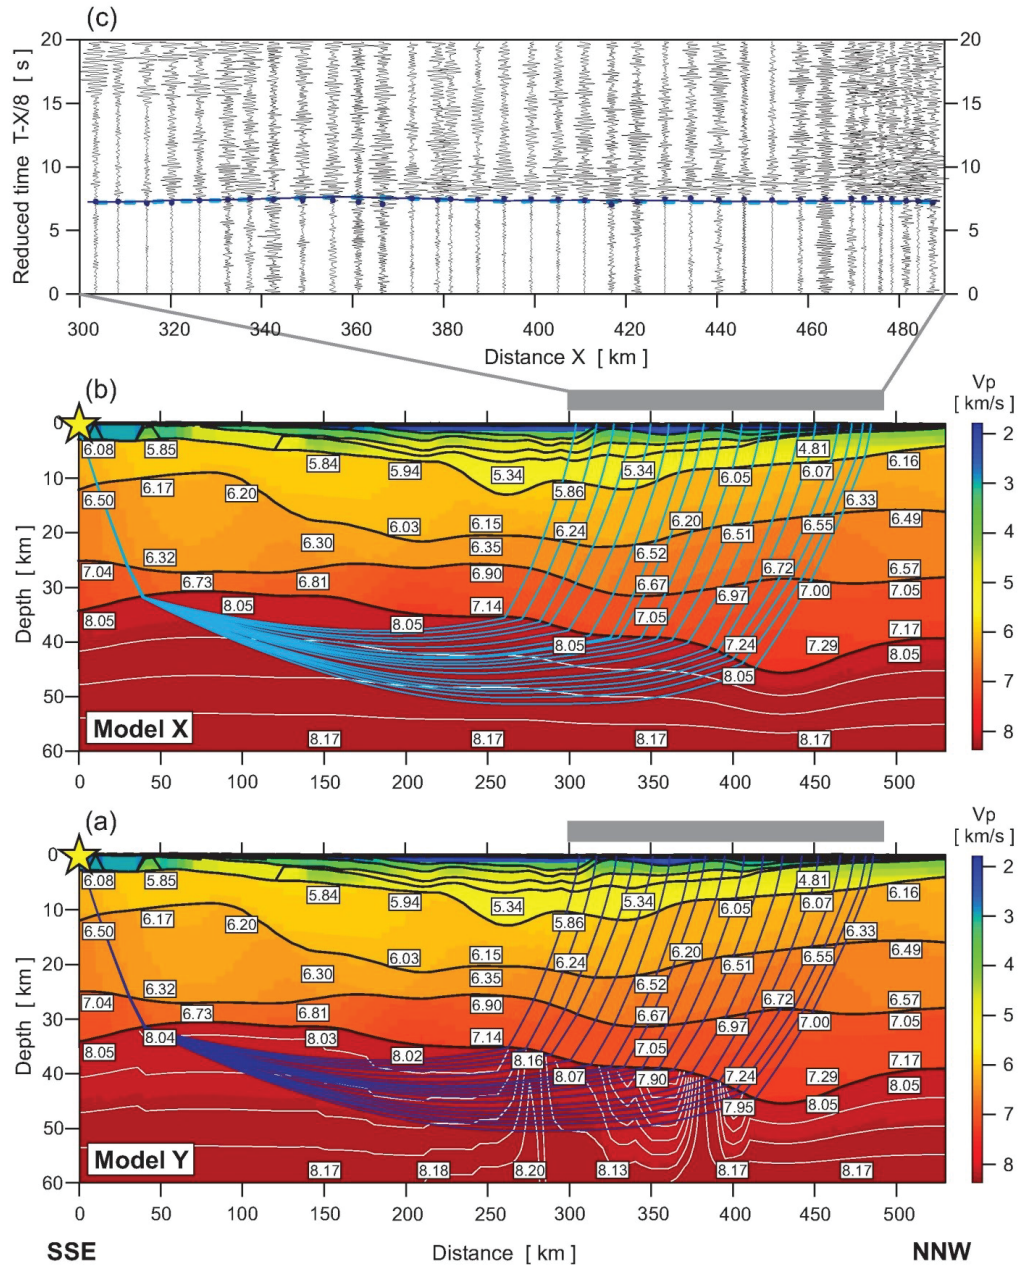 (c)
Reduced time T-X/8 [ s ]
20 20
15 15
10 10
5 5
0 0
300 320 340 360 380 400 420 440 460 480
Distance X [ km ]
(b)
Vp
[ km/s ]
0
10
20
30
40
50
60
Depth [ km ]
6.08 5.85 5.84 5.94 5.34 5.34 4.81 6.16
6.50 6.17 6.20 5.86 6.05 6.07 6.33
6.03 6.15 6.24 6.20 6.51 6.55 6.49
6.30 6.35 6.52
7.04 6.32 6.73 6.81 6.90 6.67 6.97 6.72 7.00 6.57 7.05
8.05 8.05 8.05 7.14 8.05 7.05 7.24 7.29 7.17
8.05 8.05
8.17 8.17 8.17 8.17
Model X
0 50 100 150 200 250 300 350 400 450 500
2
3
4
5
6
7
8
(a)
Vp
[ km/s ]
0
10
20
30
40
50
60
Depth [ km ]
6.08 5.85 5.84 5.94 5.34 5.34 4.81 6.16
6.50 6.17 6.20 5.86 6.05 6.07 6.33
6.03 6.15 6.24 6.20 6.51 6.55 6.49
6.30 6.35 6.52
7.04 6.32 6.73 6.81 6.90 6.67 6.97 6.72 7.00 6.57 7.05
8.05 8.04 8.03 8.02 7.14 8.16 8.07 7.05 7.90 7.24 7.29 7.17
7.95 8.05 8.05
8.17 8.18 8.20 8.13 8.17 8.17
Model Y
0 50 100 150 200 250 300 350 400 450 500
2
3
4
5
6
7
8
SSE Distance [ km ] NNW